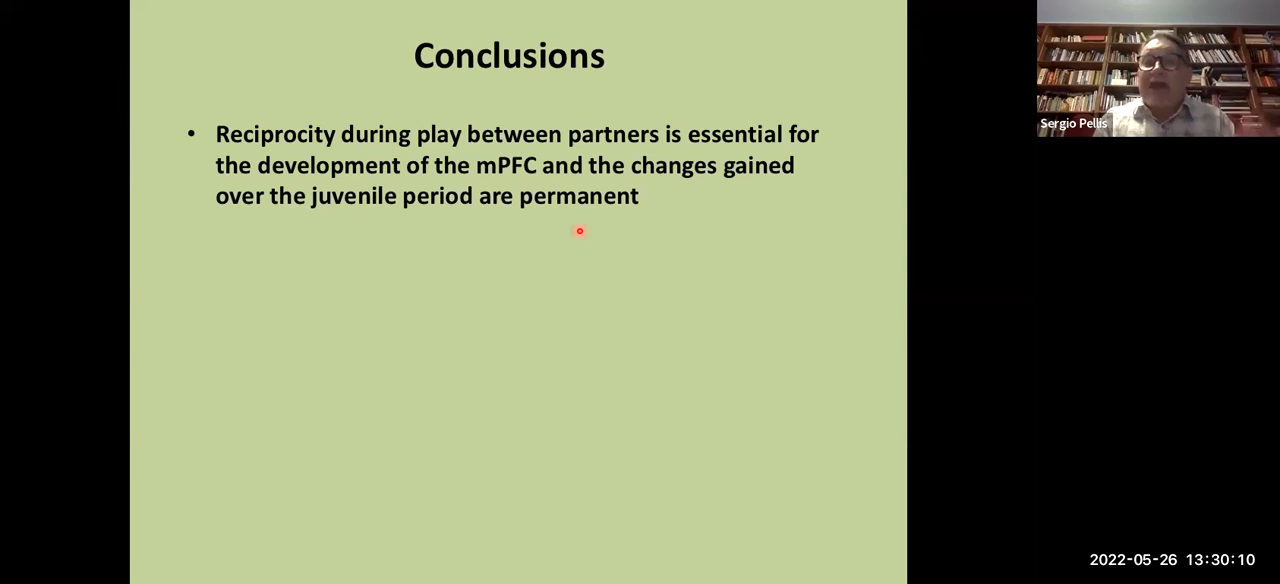 Conclusions
• Reciprocity during play between partners is essential for
the development of the mPFC and the changes gained
over the juvenile period are permanent
Sergio Pellis
2022-05-26 13:30:10